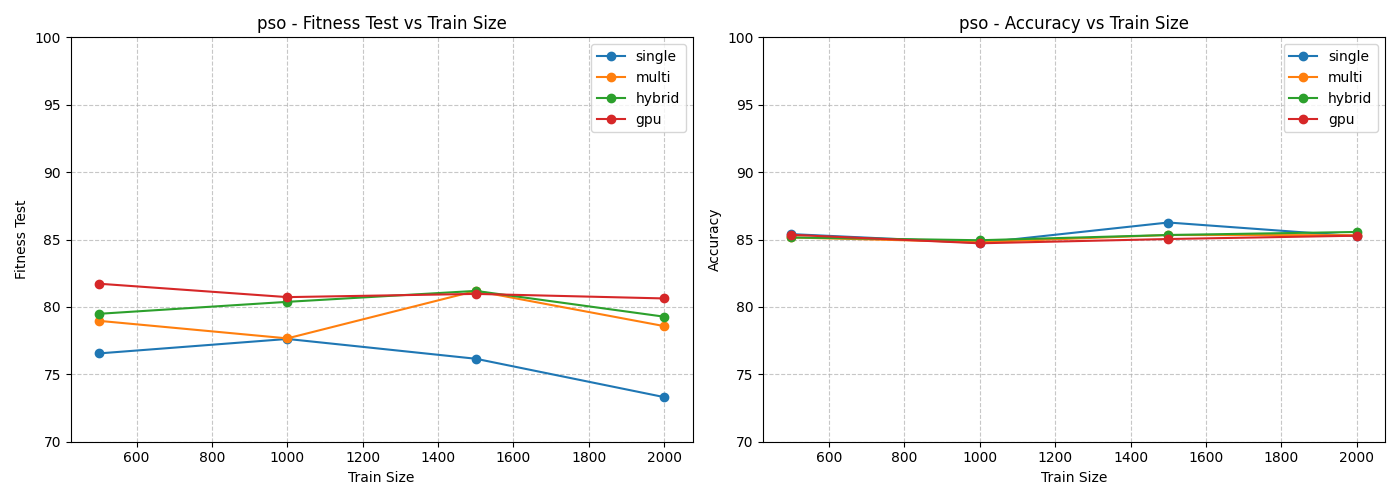 pso - Fitness Test vs Train Size
100
95
90
85
80
75
70
Fitness Test
600 800 1000 1200 1400 1600 1800 2000
Train Size
single
multi
hybrid
gpu
pso - Accuracy vs Train Size
100
95
90
85
80
75
70
Accuracy
600 800 1000 1200 1400 1600 1800 2000
Train Size
single
multi
hybrid
gpu